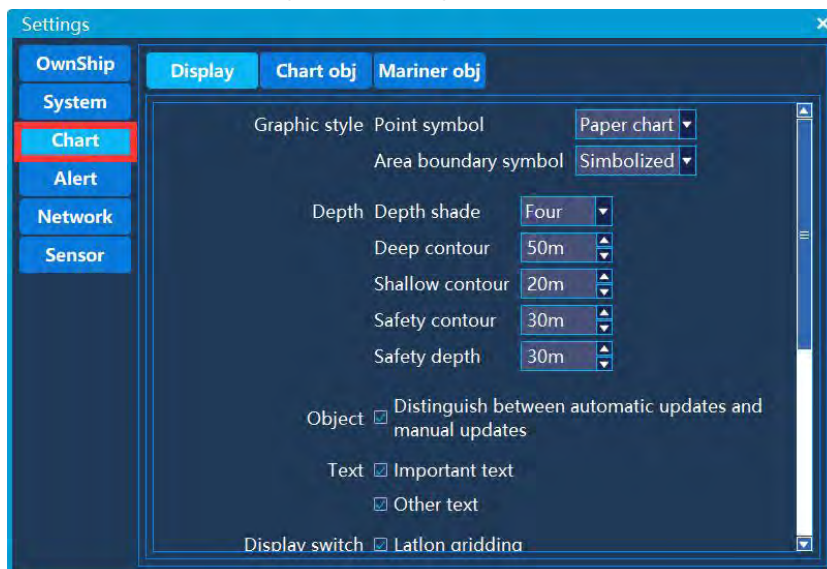 Settings
OwnShip
System
Chart
Alert
Network
Sensor
Display Chart obj Mariner obj
Graphic style Point symbol Paper chart
Area boundary symbol Simbolized
Depth Depth shade Four
Deep contour 50m
Shallow contour 20m
Safety contour 30m
Safety depth 30m
Object Distinguish between automatic updates and
manual updates
Text Important text
Other text
Display switch Latlon gridding